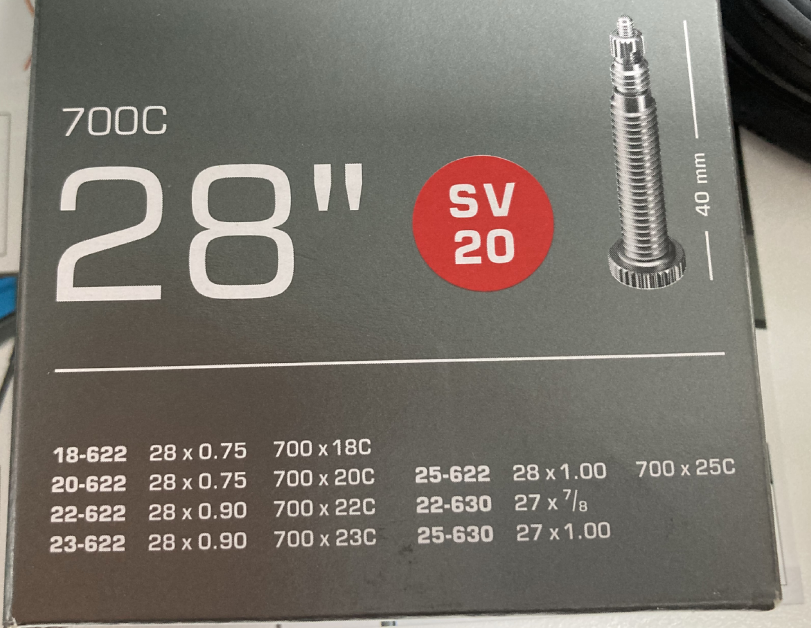 700C
28"
SV
20
40 mm
18-622 28 x 0.75 700 x 18C
20-622 28 x 0.75 700 x 20C
22-622 28 x 0.90 700 x 22C
23-622 28 x 0.90 700 x 23C
25-622 28 x 1.00 700 x 25C
22-630 27 x 7/8
25-630 27 x 1.00